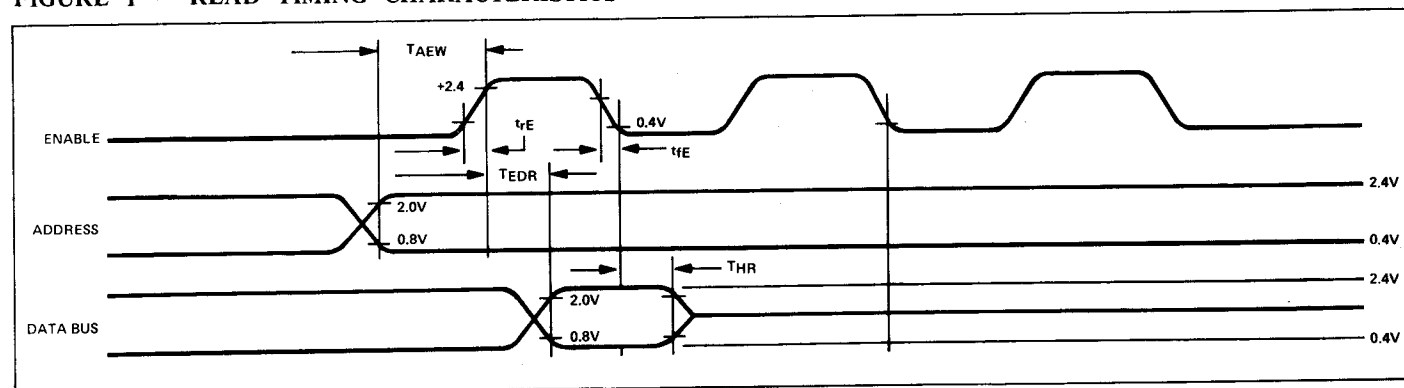 FIGURE 1 - READ TIMING CHARACTERISTICS
TAEW
+2.4
ENABLE
trE
0.4V
tfE
TEDR
ADDRESS
2.0V
0.8V
2.4V
0.4V
THR
DATA BUS
2.0V
0.8V
2.4V
0.4V